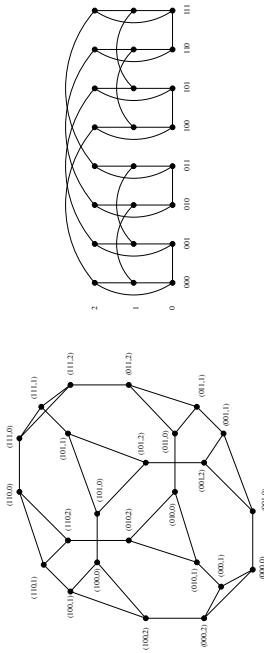 (110,0) (111,0)
(110,1) (111,1)
(100,1) (110,2) (101,1) (111,2)
(100,0) (101,0)
(100,2) (010,2) (101,2) (011,2)
(010,0) (011,0)
(010,1) (011,1)
(000,2) (000,1) (001,2) (001,1)
(000,0) (001,0)
2
1
0
000 001 010 011 100 101 110 111